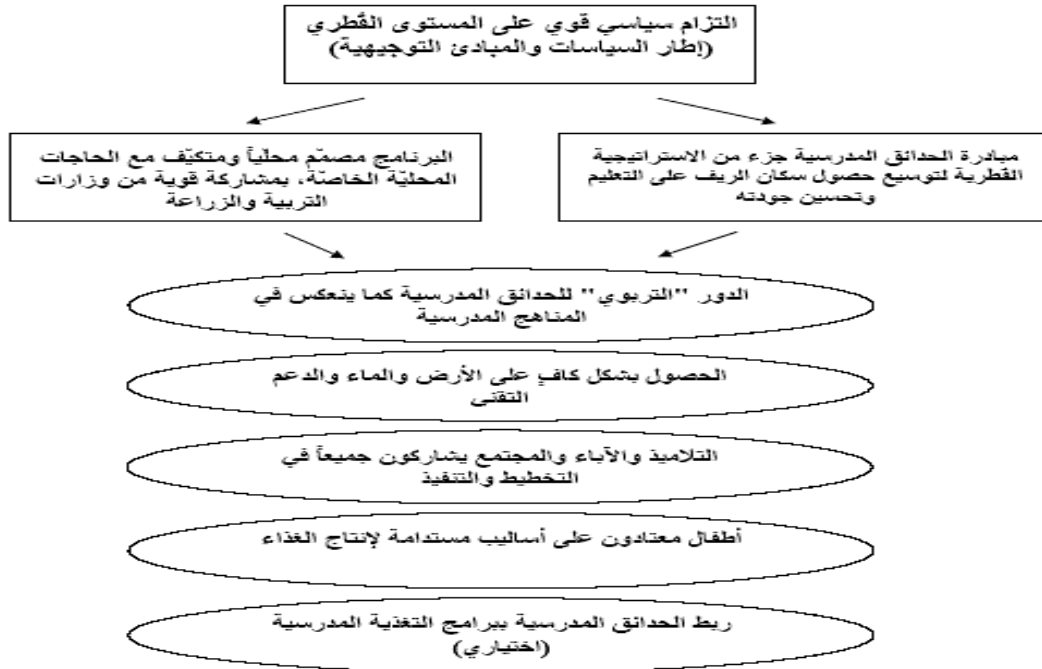 التزام سياسي قوي على المستوى القُطري
(إطار السياسات والمبادئ التوجيهية)
مبادرة الحدائق المدرسية جزء من الاستراتيجية
القطرية لتوسيع حصول سكان الريف على التعليم
وتحسين جودته
البرنامج مصمّم محلّياً ومتكيّف مع الحاجات
المحليّة الخاصّة، بمشاركة قوية من وزارات
التربية والزراعة
الدور "التربوي" للحدائق المدرسية كما ينعكس في
المناهج المدرسية
الحصول بشكل كافٍ على الأرض والماء والدعم
التقني
التلاميذ والآباء والمجتمع يشاركون جميعاً في
التخطيط والتنفيذ
أطفال معتادون على أساليب مستدامة لإنتاج الغذاء
ربط الحدائق المدرسية ببرامج التغذية المدرسية
(اختياري)